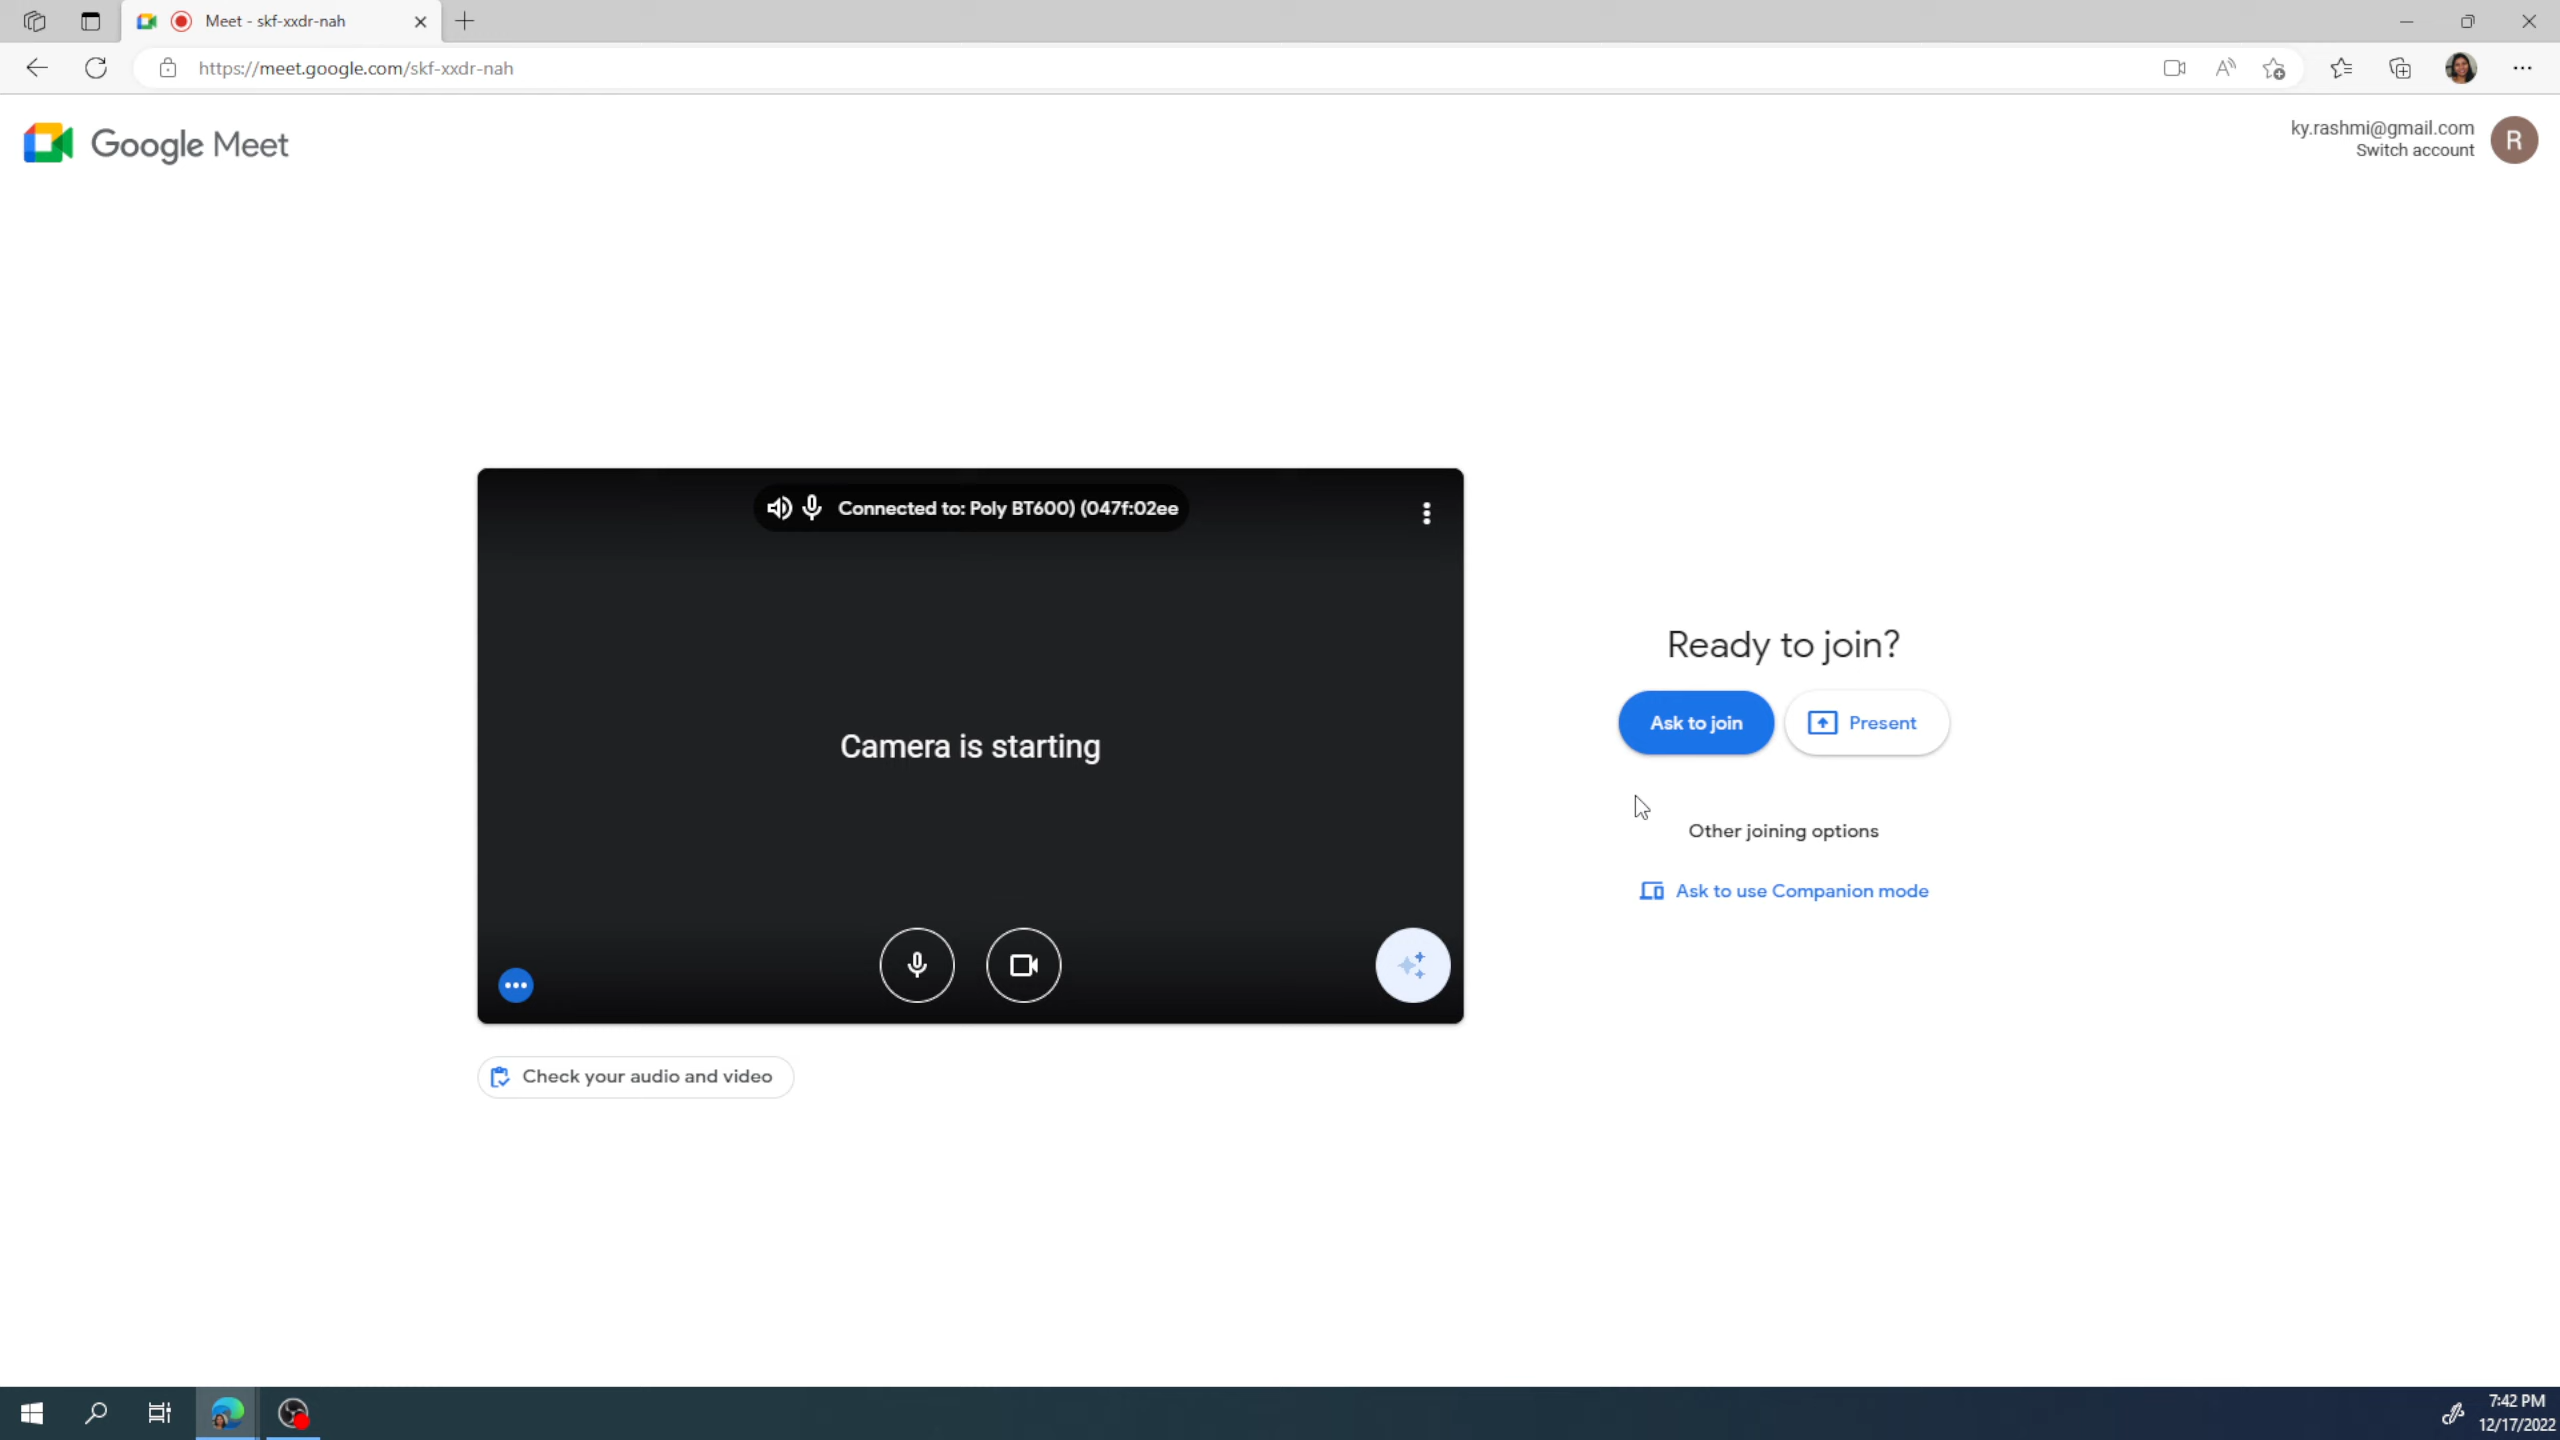 Meet - skf-xxdr-nah
https://meet.google.com/skf-xxdr-nah
Google Meet
ky.rashmi@gmail.com
Switch account
R
Connected to: Poly BT600) (047f:02ee
Camera is starting
Ready to join?
Ask to join
Present
Other joining options
Ask to use Companion mode
Check your audio and video
7:42 PM
12/17/2022